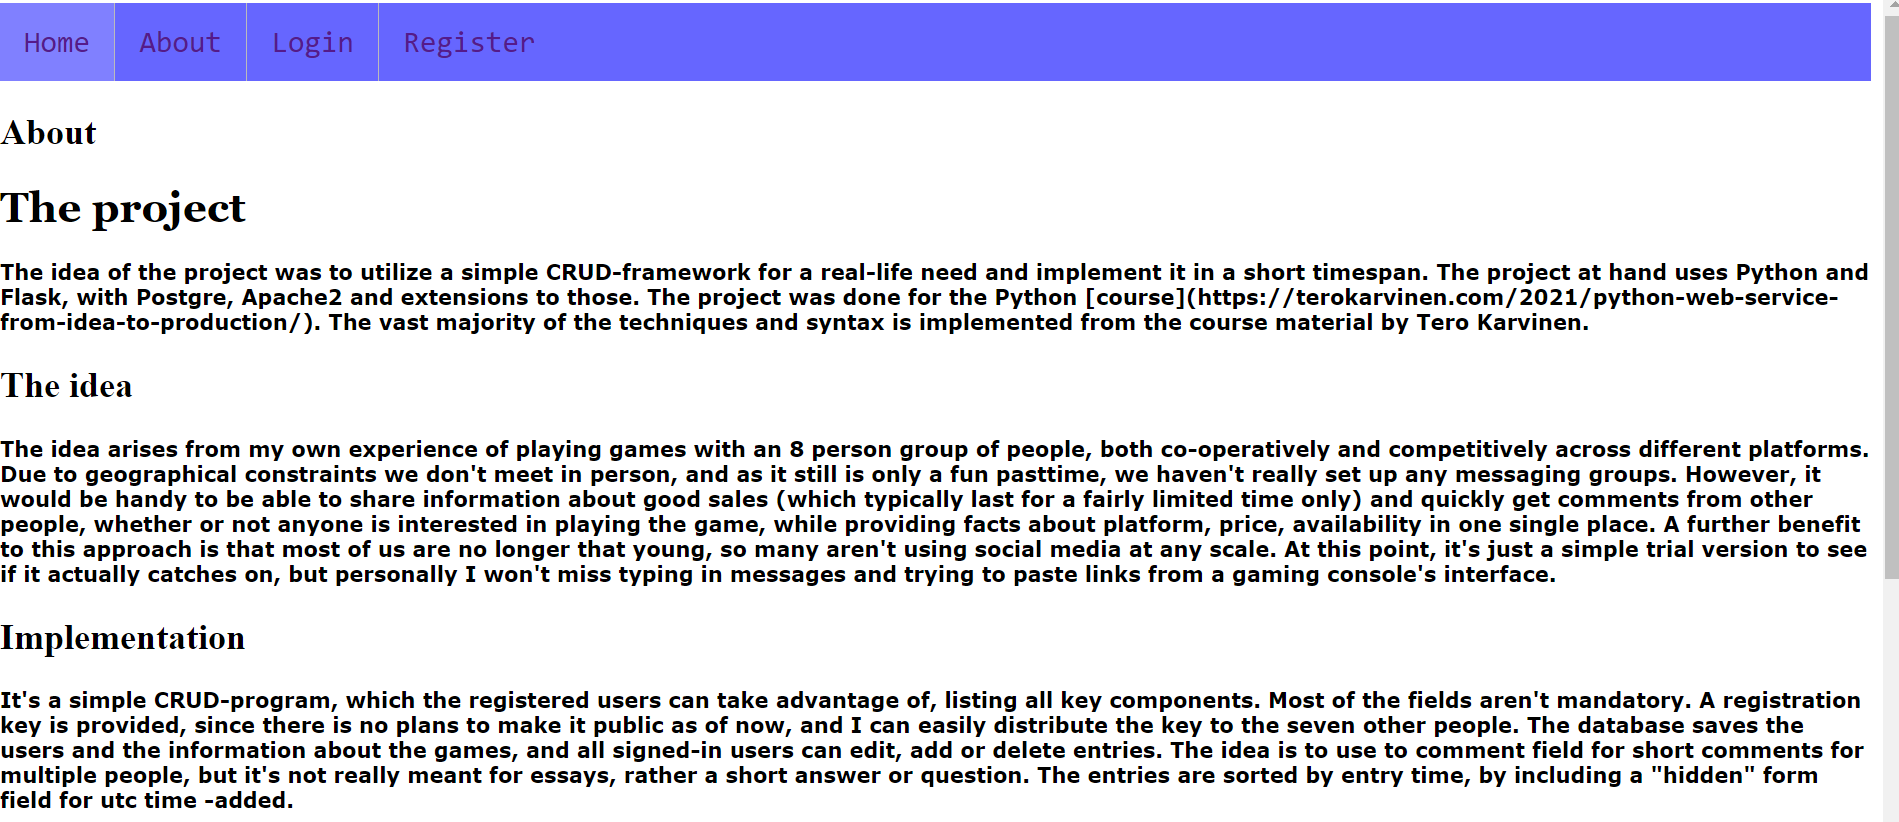 Home About Login Register
About
The project
The idea of the project was to utilize a simple CRUD-framework for a real-life need and implement it in a short timespan. The project at hand uses Python and
Flask, with Postgre, Apache2 and extensions to those. The project was done for the Python [course](https://terokarvinen.com/2021/python-web-service-
from-idea-to-production/). The vast majority of the techniques and syntax is implemented from the course material by Tero Karvinen.
The idea
The idea arises from my own experience of playing games with an 8 person group of people, both co-operatively and competitively across different platforms.
Due to geographical constraints we don't meet in person, and as it still is only a fun pasttime, we haven't really set up any messaging groups. However, it
would be handy to be able to share information about good sales (which typically last for a fairly limited time only) and quickly get comments from other
people, whether or not anyone is interested in playing the game, while providing facts about platform, price, availability in one single place. A further benefit
to this approach is that most of us are no longer that young, so many aren't using social media at any scale. At this point, it's just a simple trial version to see
if it actually catches on, but personally I won't miss typing in messages and trying to paste links from a gaming console's interface.
Implementation
It's a simple CRUD-program, which the registered users can take advantage of, listing all key components. Most of the fields aren't mandatory. A registration
key is provided, since there is no plans to make it public as of now, and I can easily distribute the key to the seven other people. The database saves the
users and the information about the games, and all signed-in users can edit, add or delete entries. The idea is to use to comment field for short comments for
multiple people, but it's not really meant for essays, rather a short answer or question. The entries are sorted by entry time, by including a "hidden" form
field for utc time -added.